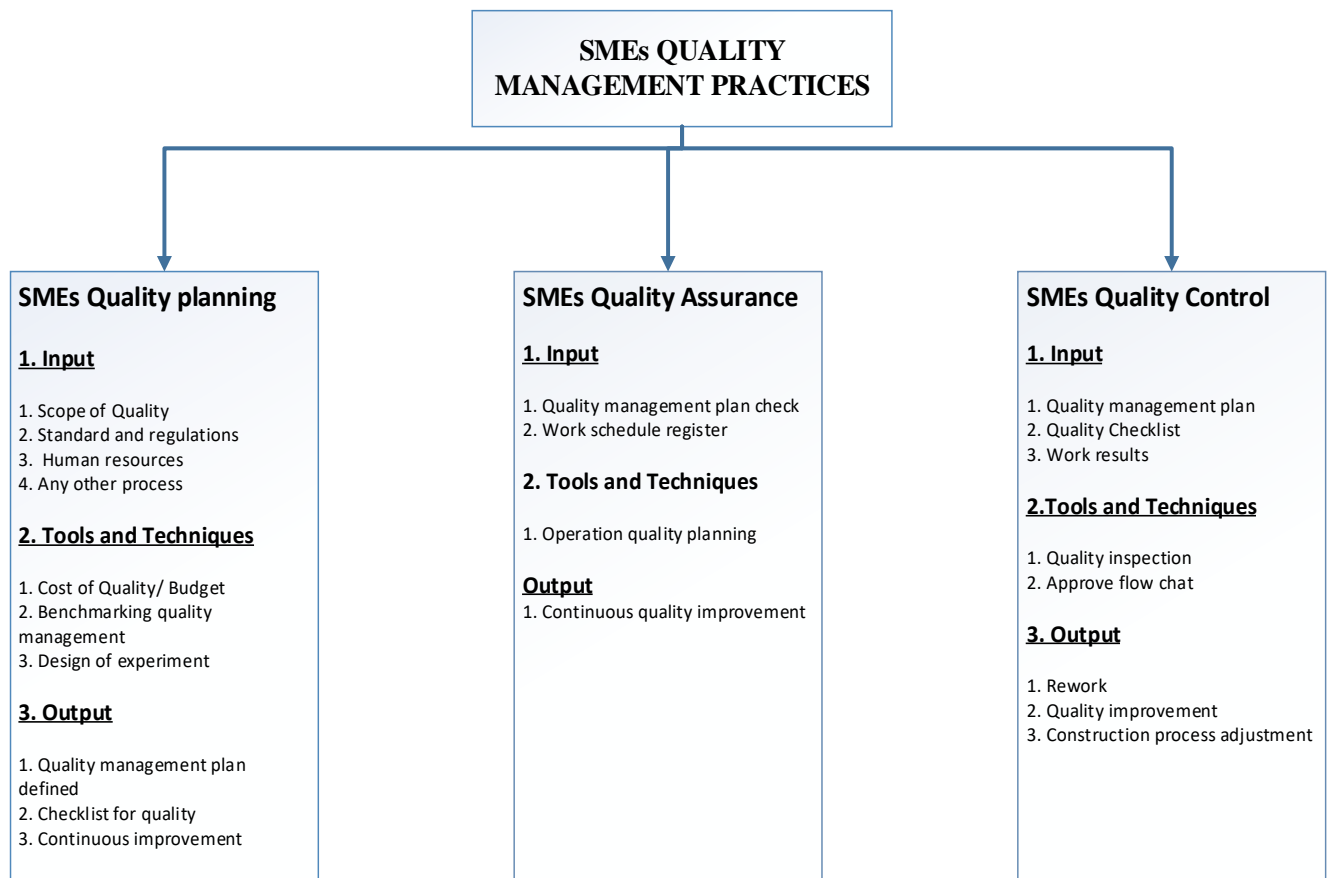 SMEs QUALITY
MANAGEMENT PRACTICES
SMEs Quality planning
1. Input
1. Scope of Quality
2. Standard and regulations
3. Human resources
4. Any other process
2. Tools and Techniques
1. Cost of Quality/ Budget
2. Benchmarking quality
management
3. Design of experiment
3. Output
1. Quality management plan
defined
2. Checklist for quality
3. Continuous improvement
SMEs Quality Assurance
1. Input
1. Quality management plan check
2. Work schedule register
2. Tools and Techniques
1. Operation quality planning
Output
1. Continuous quality improvement
SMEs Quality Control
1. Input
1. Quality management plan
2. Quality Checklist
3. Work results
2.Tools and Techniques
1. Quality inspection
2. Approve flow chat
3. Output
1. Rework
2. Quality improvement
3. Construction process adjustment